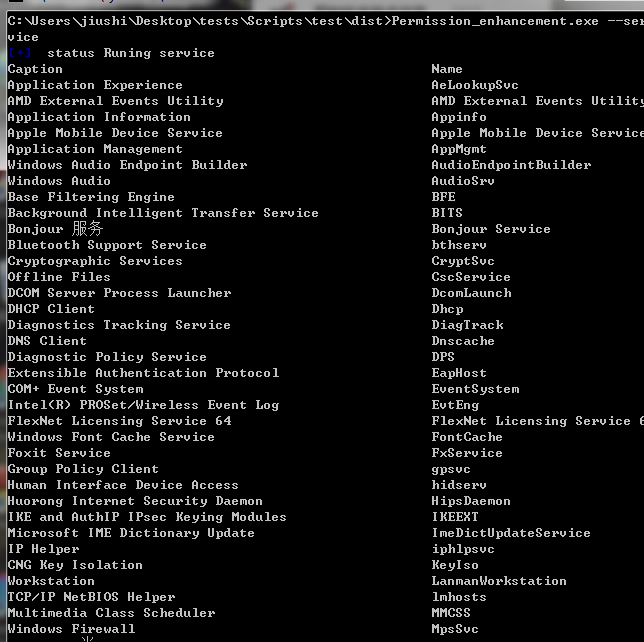 C:\Users\jiushi\Desktop\tests\Scripts\test\dist>Permission_enhancement.exe --ser
vice
[+] status Runing service
Caption Name
Application Experience AeLookupSvc
AMD External Events Utility AMD External Events Utility
Application Information Appinfo
Apple Mobile Device Service Apple Mobile Device Service
Application Management AppMgmt
Windows Audio Endpoint Builder AudioEndpointBuilder
Windows Audio AudioSrv
Base Filtering Engine BFE
Background Intelligent Transfer Service BITS
Bonjour 服务 Bonjour Service
Bluetooth Support Service bthserv
Cryptographic Services CryptSvc
Offline Files CscService
DCOM Server Process Launcher DcomLaunch
DHCP Client Dhcp
Diagnostics Tracking Service DiagTrack
DNS Client Dnscache
Diagnostic Policy Service DPS
Extensible Authentication Protocol EapHost
COM+ Event System EventSystem
Intel(R) PROSet/Wireless Event Log EvtEng
FlexNet Licensing Service 64 FlexNet Licensing Service 6
Windows Font Cache Service FontCache
Foxit Service FxService
Group Policy Client gpsvc
Human Interface Device Access hidserv
Huorong Internet Security Daemon HipsDaemon
IKE and AuthIP IPsec Keying Modules IKEEXT
Microsoft IME Dictionary Update ImeDictUpdateService
IP Helper iphlpsvc
CNG Key Isolation KeyIso
Workstation LanmanWorkstation
TCP/IP NetBIOS Helper lmhosts
Multimedia Class Scheduler MMCSS
Windows Firewall MpsSvc